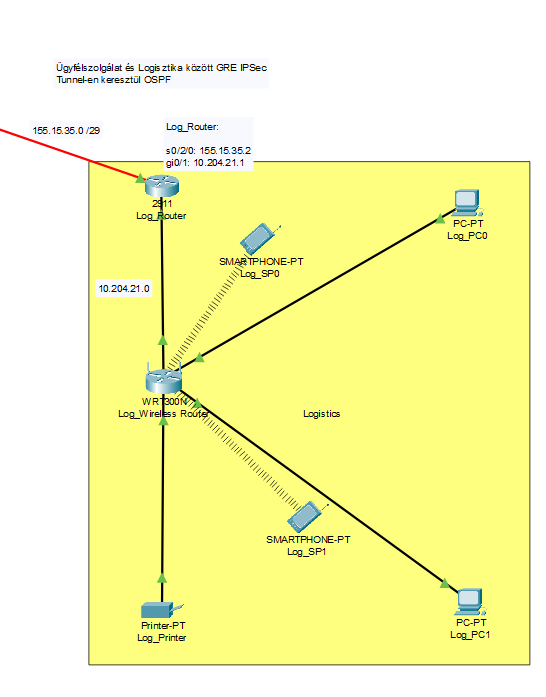 Ügyfélszolgálat és Logisztika között GRE IPSec
Tunnel-en keresztül OSPF
155.15.35.0 /29
Log_Router:
s0/2/0: 155.15.35.2
gi0/1: 10.204.21.1
2911
Log_Router
PC-PT
Log_PC0
SMARTPHONE-PT
Log_SP0
10.204.21.0
WRT300N
Log_Wireless Router
Logistics
SMARTPHONE-PT
Log_SP1
Printer-PT
Log_Printer
PC-PT
Log_PC1